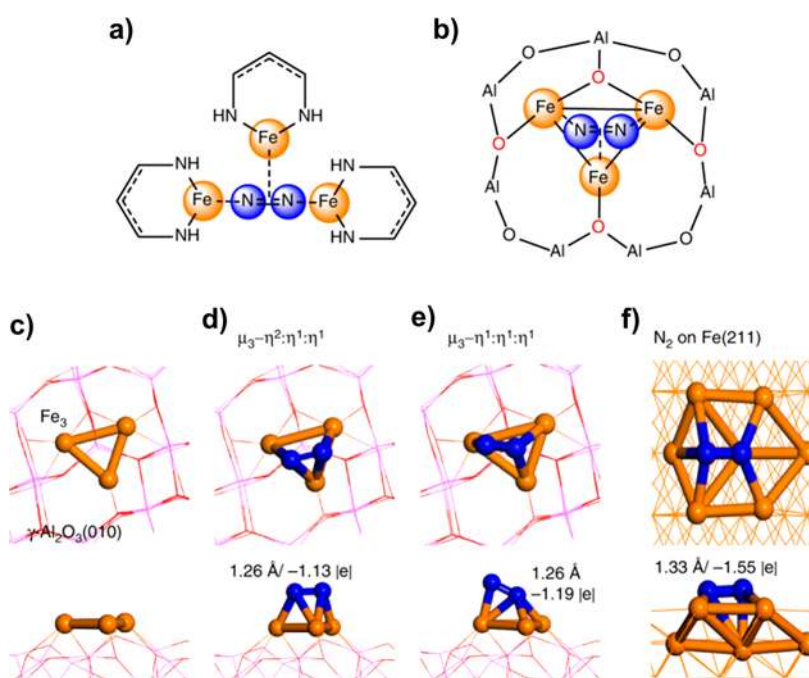 a)
HN
NH
Fe
HN
NH
Fe
N
N
Fe
HN
NH
b)
Al
O
O
Al
O
Al
Fe
Fe
N
N
O
O
Fe
Al
Al
O
O
Al
Al
O
c)
Fe3
γ-Al2O3(010)
d)
μ3–η2:η1:η1
1.26 Å/ –1.13 |e|
e)
μ3–η1:η1:η1
1.26 Å
–1.19 |e|
f)
N2 on Fe(211)
1.33 Å/ –1.55 |e|